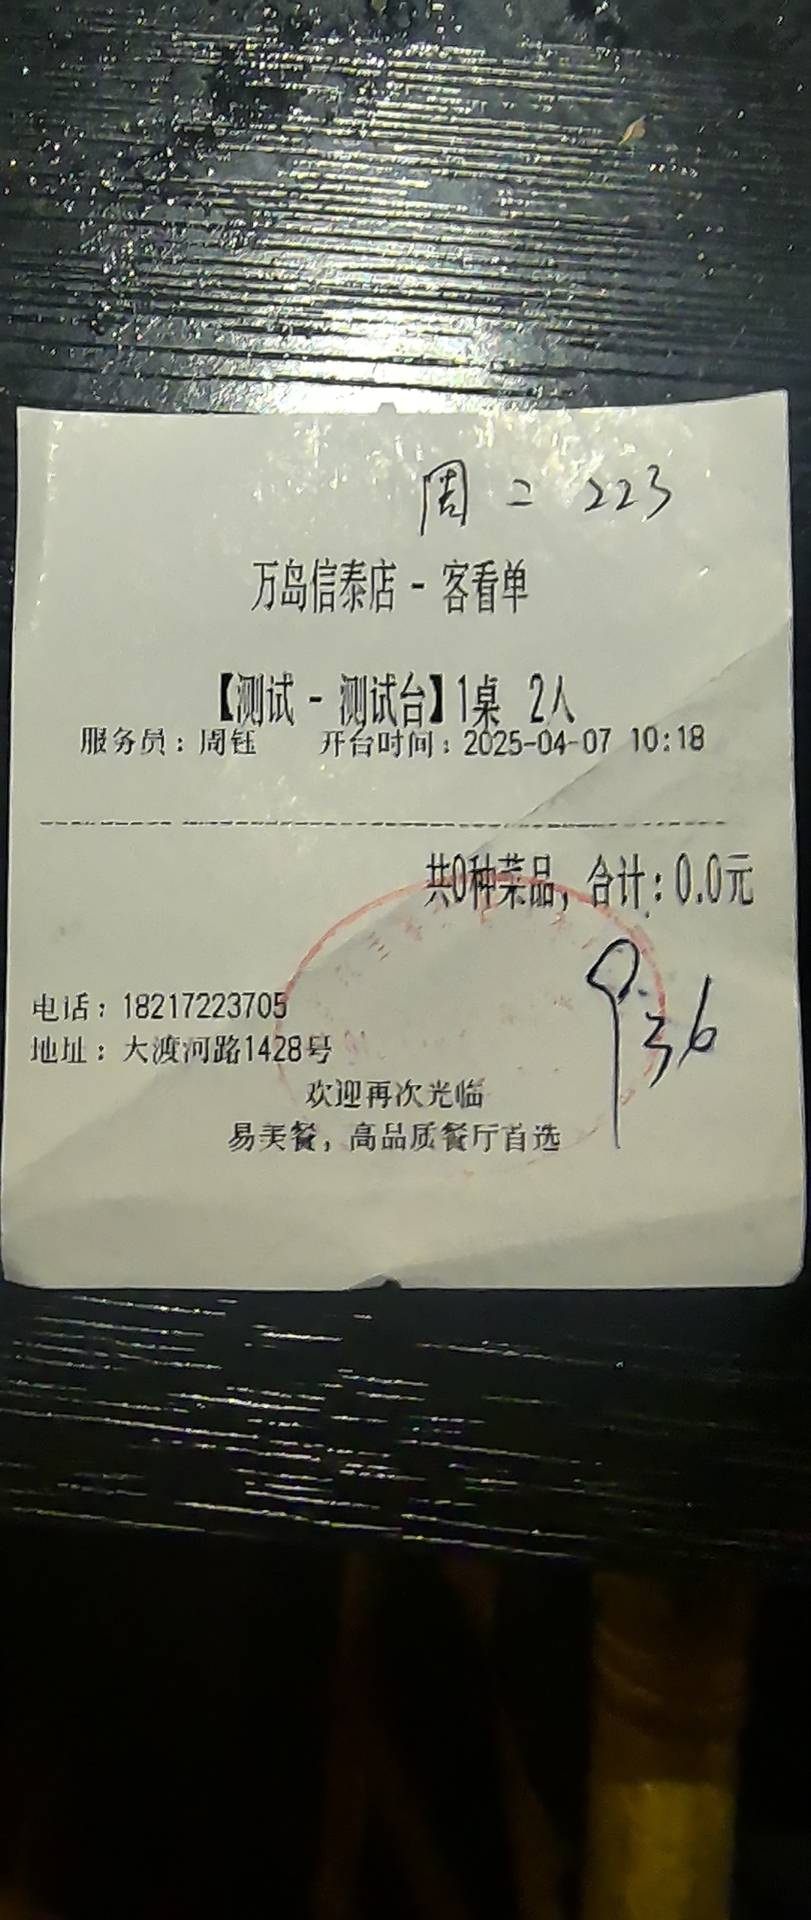 周二 223
万岛信泰店 - 客看单
【测试 - 测试台】1桌 2人
服务员：周钰 开台时间：2025-04-07 10:18
共0种菜品，合计：0.0元
36
电话：18217223705
地址：大渡河路1428号
欢迎再次光临
易美餐，高品质餐厅首选